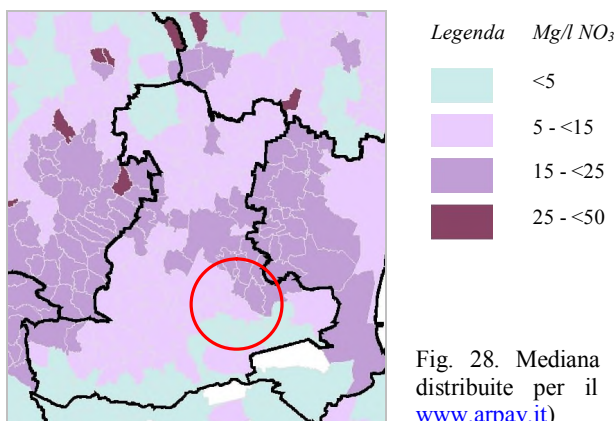 Legenda Mg/l NO3
<5
5 - <15
15 - <25
25 - <50
Fig. 28. Mediana
distribuite per il
www.arpav.it)